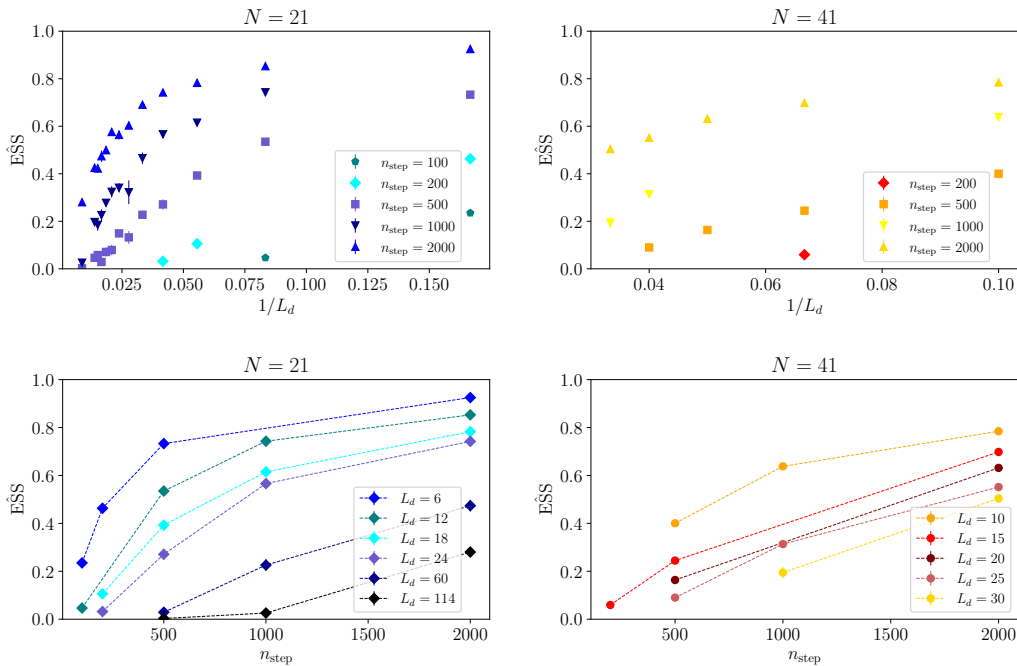 N = 21
1.0
0.8
0.6
0.4
0.2
0.0
ÊSS
0.025 0.050 0.075 0.100 0.125 0.150
1/L_d
n_step = 100
n_step = 200
n_step = 500
n_step = 1000
n_step = 2000
N = 41
1.0
0.8
0.6
0.4
0.2
0.0
ÊSS
0.04 0.06 0.08 0.10
1/L_d
n_step = 200
n_step = 500
n_step = 1000
n_step = 2000
N = 21
1.0
0.8
0.6
0.4
0.2
0.0
ÊSS
500 1000 1500 2000
n_step
L_d = 6
L_d = 12
L_d = 18
L_d = 24
L_d = 60
L_d = 114
N = 41
1.0
0.8
0.6
0.4
0.2
0.0
ÊSS
500 1000 1500 2000
n_step
L_d = 10
L_d = 15
L_d = 20
L_d = 25
L_d = 30